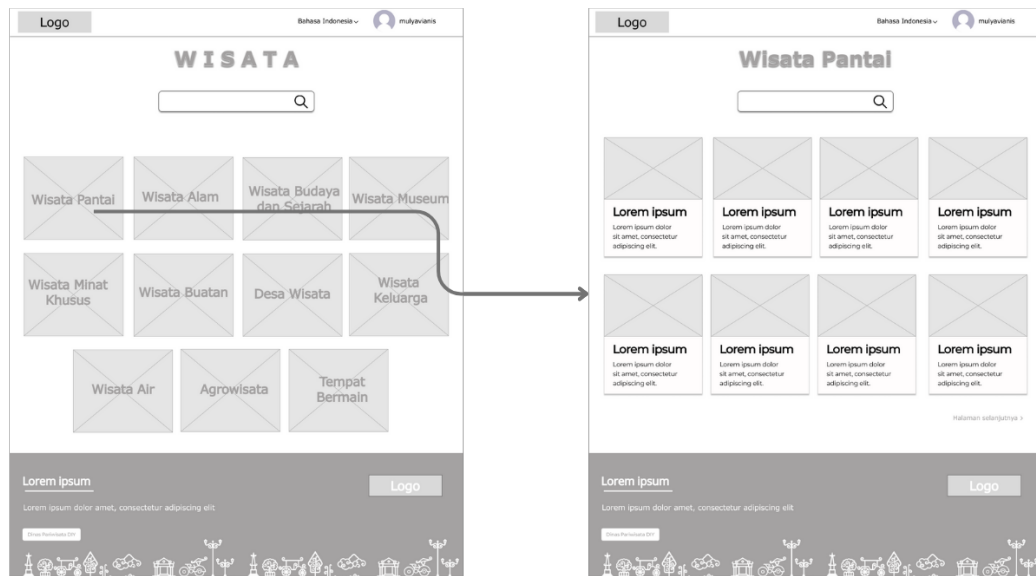 Logo
Bahasa Indonesia
mulyavianis
WISATA
Wisata Pantai
Wisata Alam
Wisata Budaya
dan Sejarah
Wisata Museum
Wisata Minat
Khusus
Wisata Buatan
Desa Wisata
Wisata
Keluarga
Wisata Air
Agrowisata
Tempat
Bermain
Lorem ipsum
Logo
Lorem ipsum dolor amet, consectetur adipiscing elit
Dinas Pariwisata DIY
Logo
Bahasa Indonesia
mulyavianis
Wisata Pantai
Lorem ipsum
Lorem ipsum dolor
sit amet, consectetur
adipiscing elit.
Lorem ipsum
Lorem ipsum dolor
sit amet, consectetur
adipiscing elit.
Lorem ipsum
Lorem ipsum dolor
sit amet, consectetur
adipiscing elit.
Lorem ipsum
Lorem ipsum dolor
sit amet, consectetur
adipiscing elit.
Lorem ipsum
Lorem ipsum dolor
sit amet, consectetur
adipiscing elit.
Lorem ipsum
Lorem ipsum dolor
sit amet, consectetur
adipiscing elit.
Lorem ipsum
Lorem ipsum dolor
sit amet, consectetur
adipiscing elit.
Lorem ipsum
Lorem ipsum dolor
sit amet, consectetur
adipiscing elit.
Halaman selanjutnya >
Lorem ipsum
Logo
Lorem ipsum dolor amet, consectetur adipiscing elit
Dinas Pariwisata DIY